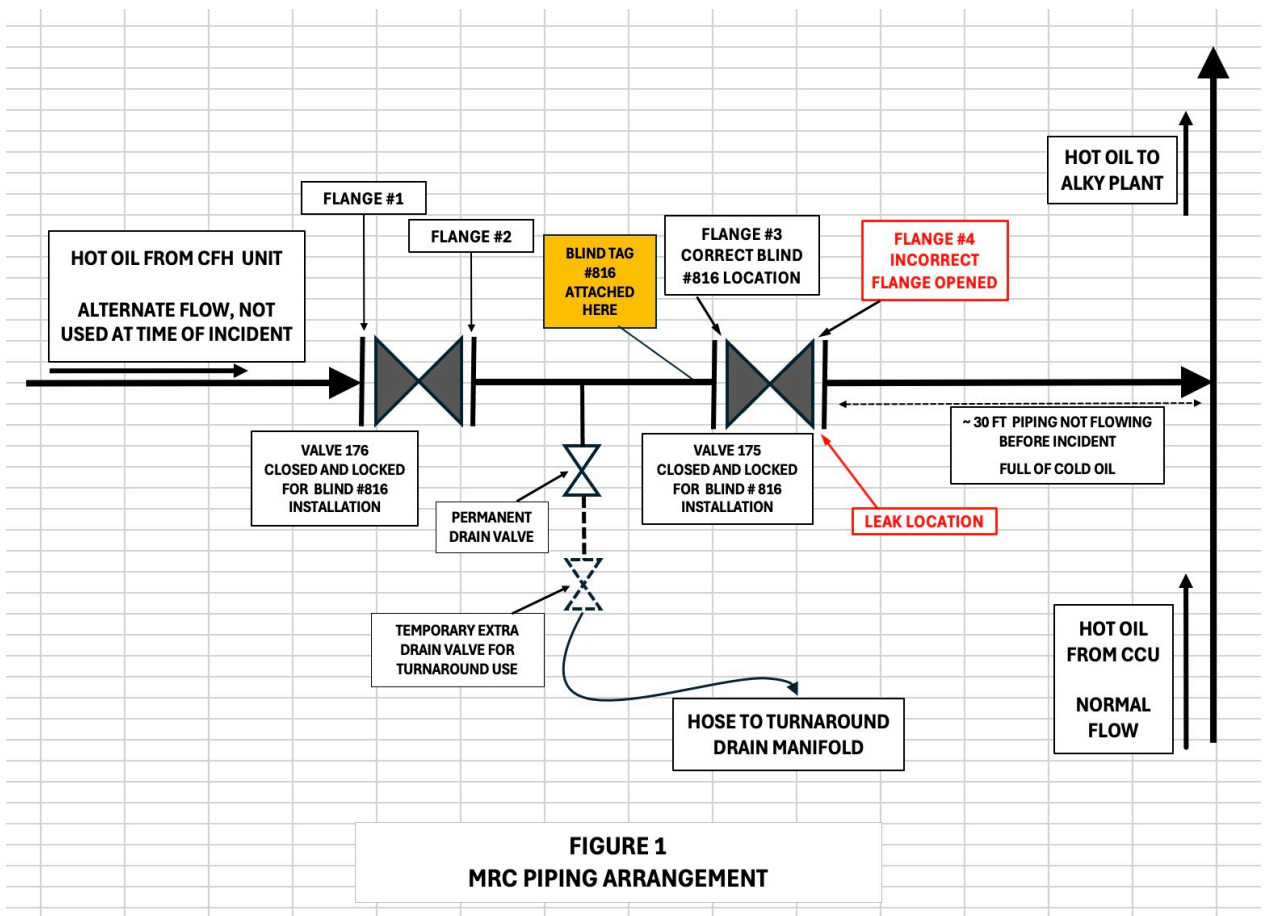 HOT OIL FROM CFH UNIT
ALTERNATE FLOW, NOT
USED AT TIME OF INCIDENT
FLANGE #1
FLANGE #2
BLIND TAG
#816
ATTACHED
HERE
FLANGE #3
CORRECT BLIND
#816 LOCATION
FLANGE #4
INCORRECT
FLANGE OPENED
HOT OIL TO
ALKY PLANT
VALVE 176
CLOSED AND LOCKED
FOR BLIND #816
INSTALLATION
PERMANENT
DRAIN VALVE
VALVE 175
CLOSED AND LOCKED
FOR BLIND # 816
INSTALLATION
LEAK LOCATION
~ 30 FT PIPING NOT FLOWING
BEFORE INCIDENT
FULL OF COLD OIL
TEMPORARY EXTRA
DRAIN VALVE FOR
TURNAROUND USE
HOSE TO TURNAROUND
DRAIN MANIFOLD
HOT OIL
FROM CCU
NORMAL
FLOW
FIGURE 1
MRC PIPING ARRANGEMENT